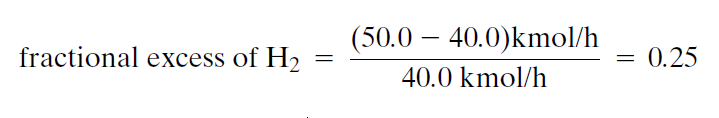 fractional excess of H₂ = (50.0 − 40.0)kmol/h / 40.0 kmol/h = 0.25